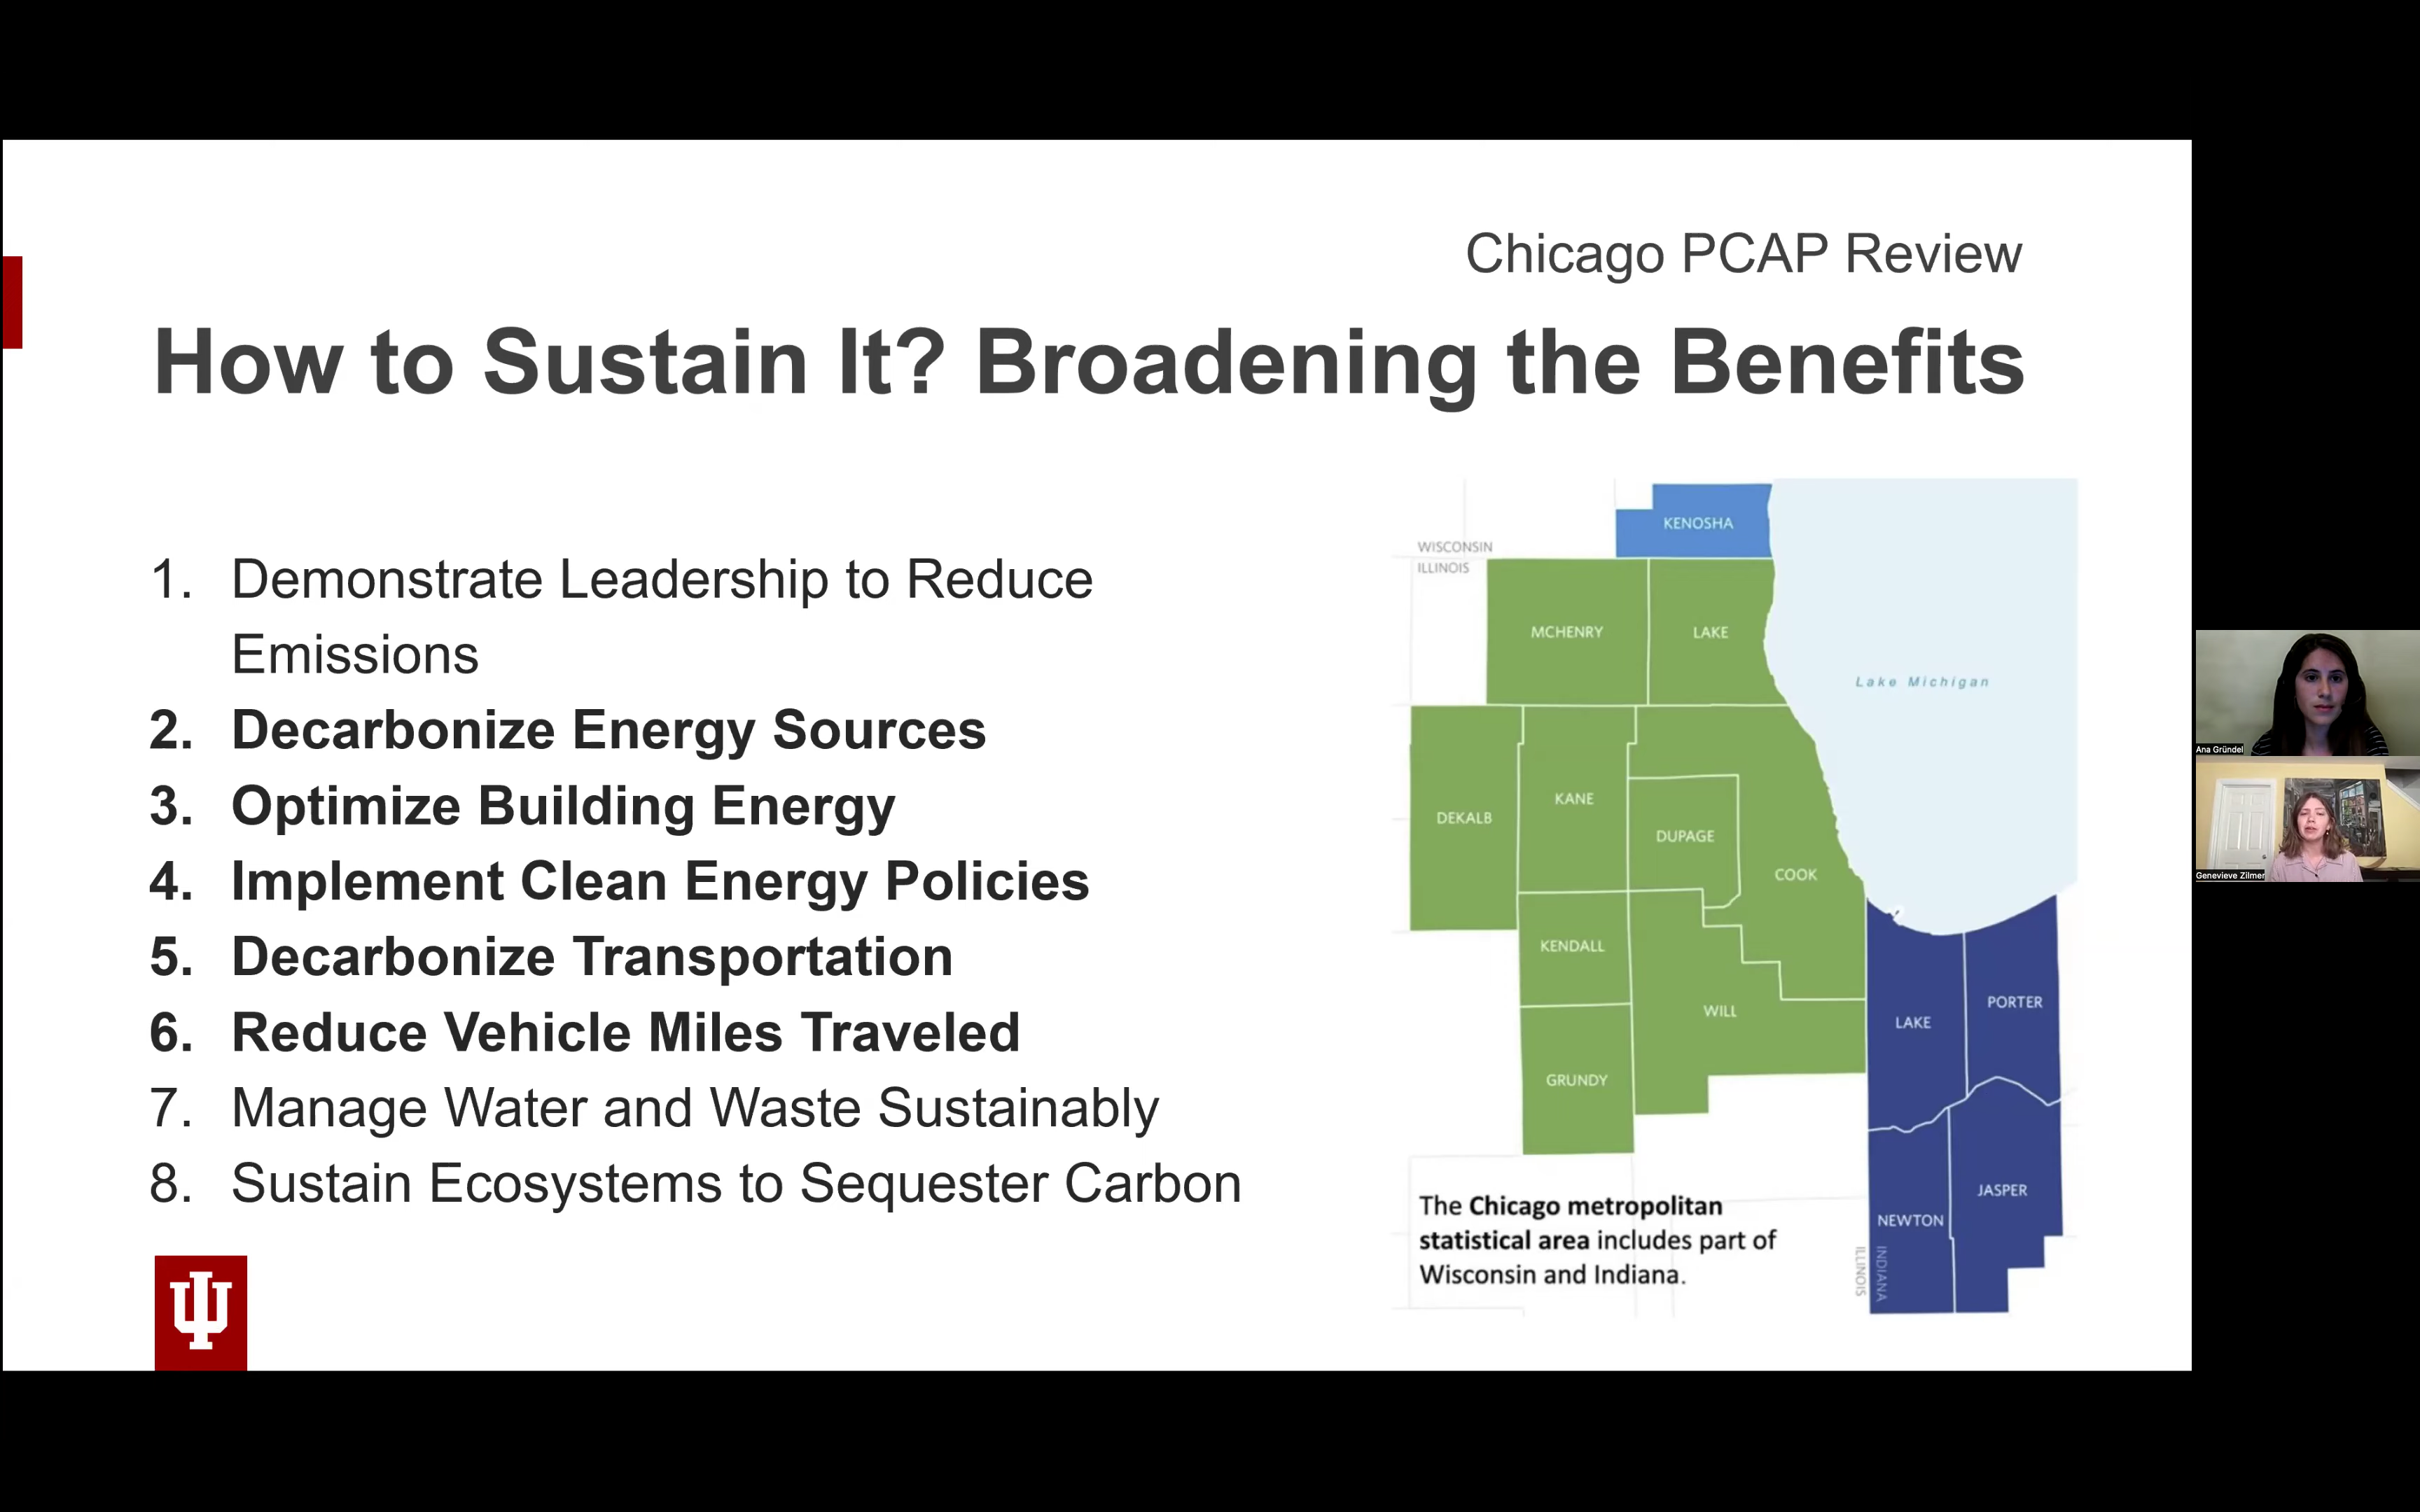 Chicago PCAP Review
How to Sustain It? Broadening the Benefits
1. Demonstrate Leadership to Reduce
Emissions
2. Decarbonize Energy Sources
3. Optimize Building Energy
4. Implement Clean Energy Policies
5. Decarbonize Transportation
6. Reduce Vehicle Miles Traveled
7. Manage Water and Waste Sustainably
8. Sustain Ecosystems to Sequester Carbon
KENOSHA
WISCONSIN
ILLINOIS
MCHENRY
LAKE
Lake Michigan
DEKALB
KANE
DUPAGE
COOK
KENDALL
WILL
GRUNDY
LAKE
PORTER
NEWTON
JASPER
ILLINOIS
INDIANA
The Chicago metropolitan
statistical area includes part of
Wisconsin and Indiana.
Ana Gründel
Genevieve Zilmer